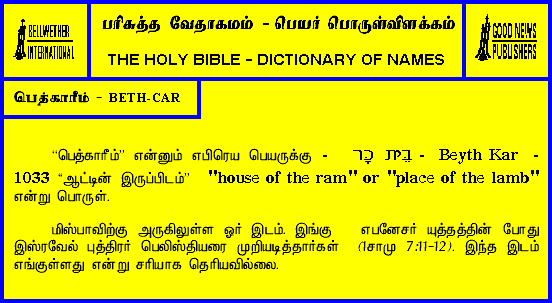 BELLWETHER
INTERNATIONAL
பரிசுத்த வேதாகமம் - பெயர் பொருள்விளக்கம்
THE HOLY BIBLE - DICTIONARY OF NAMES
GOOD NEWS
PUBLISHERS
பெத்காரீம் - BETH-CAR
“பெத்காரீம்” என்னும் எபிரெய பெயருக்கு - בֵּית כָּר - Beyth Kar -
1033 “ஆட்டின் இருப்பிடம்” "house of the ram" or "place of the lamb"
என்று பொருள்.
மிஸ்பாவிற்கு அருகிலுள்ள ஓர் இடம். இங்கு எபனேசர் யுத்தத்தின் போது
இஸ்ரவேல் புத்திரர் பெலிஸ்தியரை முறியடித்தார்கள் (1சாமு 7:11-12). இந்த இடம்
எங்குள்ளது என்று சரியாக தெரியவில்லை.